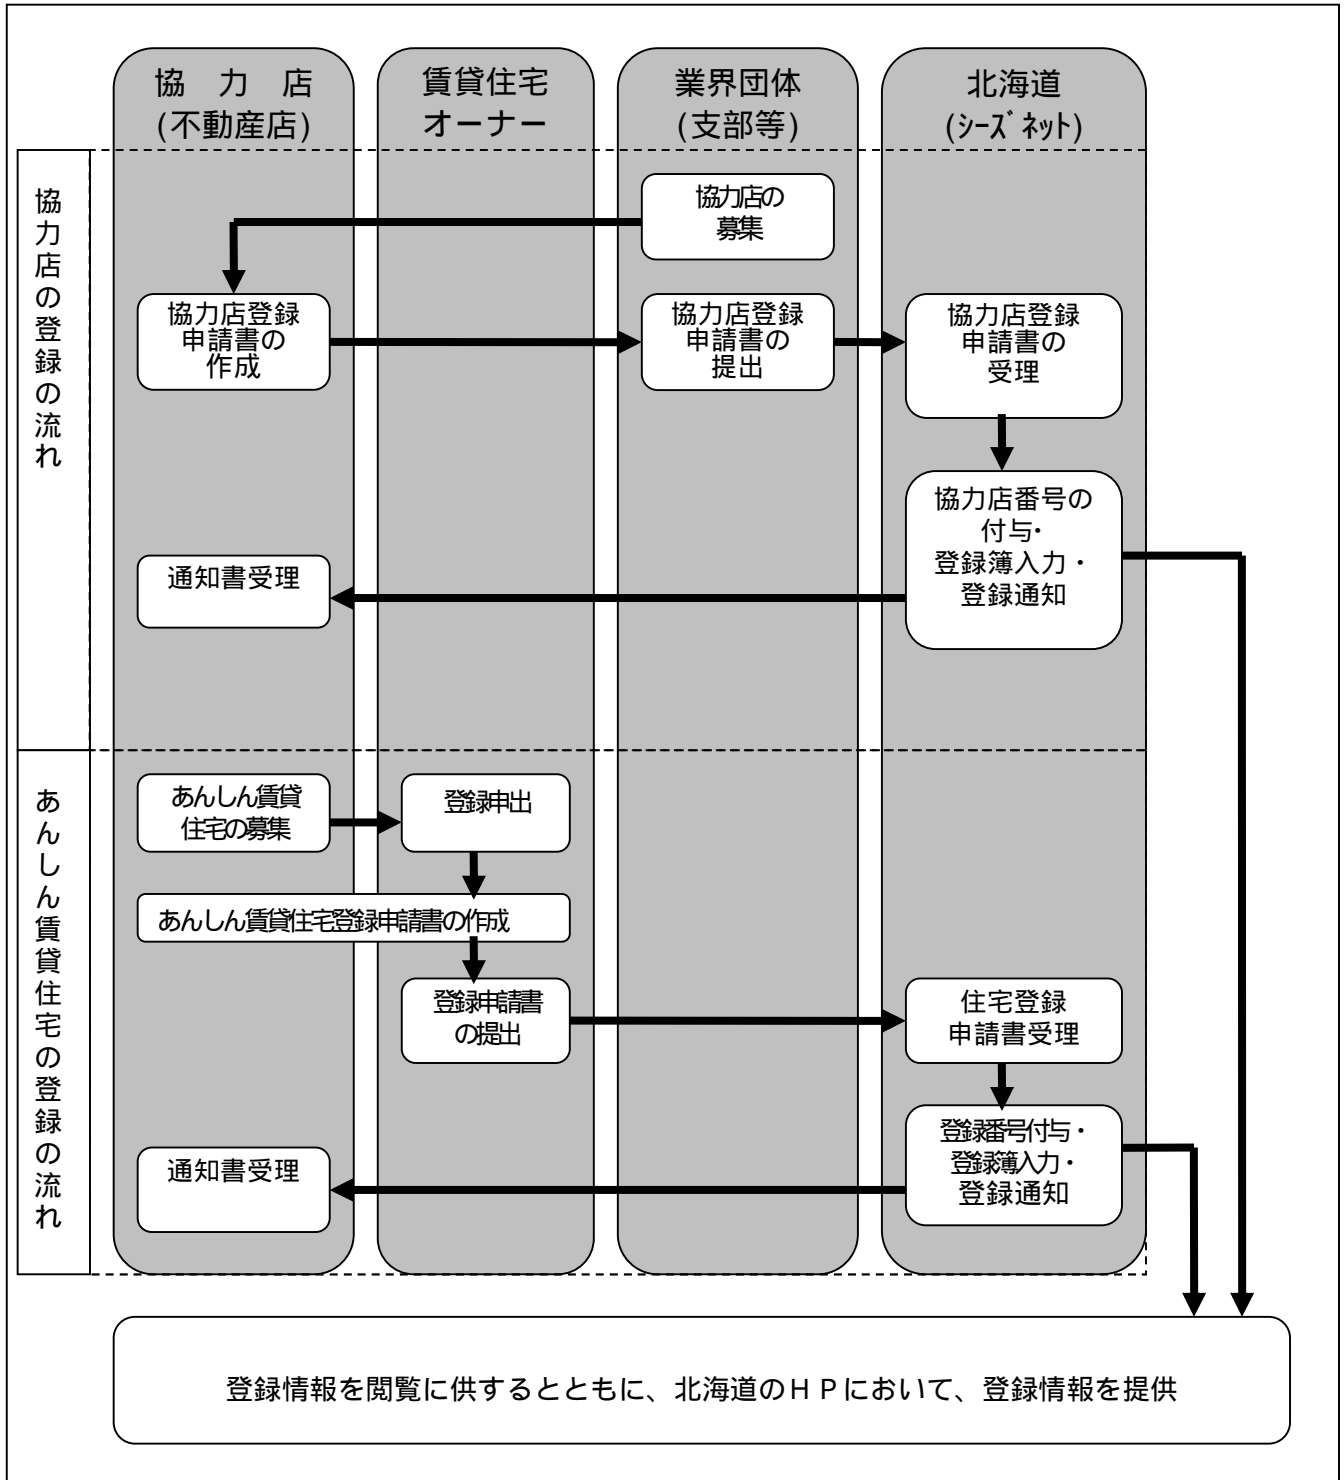 協 力 店
(不動産店)
賃貸住宅
オーナー
業界団体
(支部等)
北海道
(ｼｰｽﾞﾈｯﾄ)
協力店の登録の流れ
協力店の
募集
協力店登録
申請書の
作成
協力店登録
申請書の
提出
協力店登録
申請書の
受理
協力店番号の
付与・
登録簿入力・
登録通知
通知書受理
あんしん賃貸住宅の登録の流れ
あんしん賃貸
住宅の募集
登録申出
あんしん賃貸住宅登録申請書の作成
登録申請書
の提出
住宅登録
申請書受理
登録番号付与・
登録簿入力・
登録通知
通知書受理
登録情報を閲覧に供するとともに、北海道のＨＰにおいて、登録情報を提供